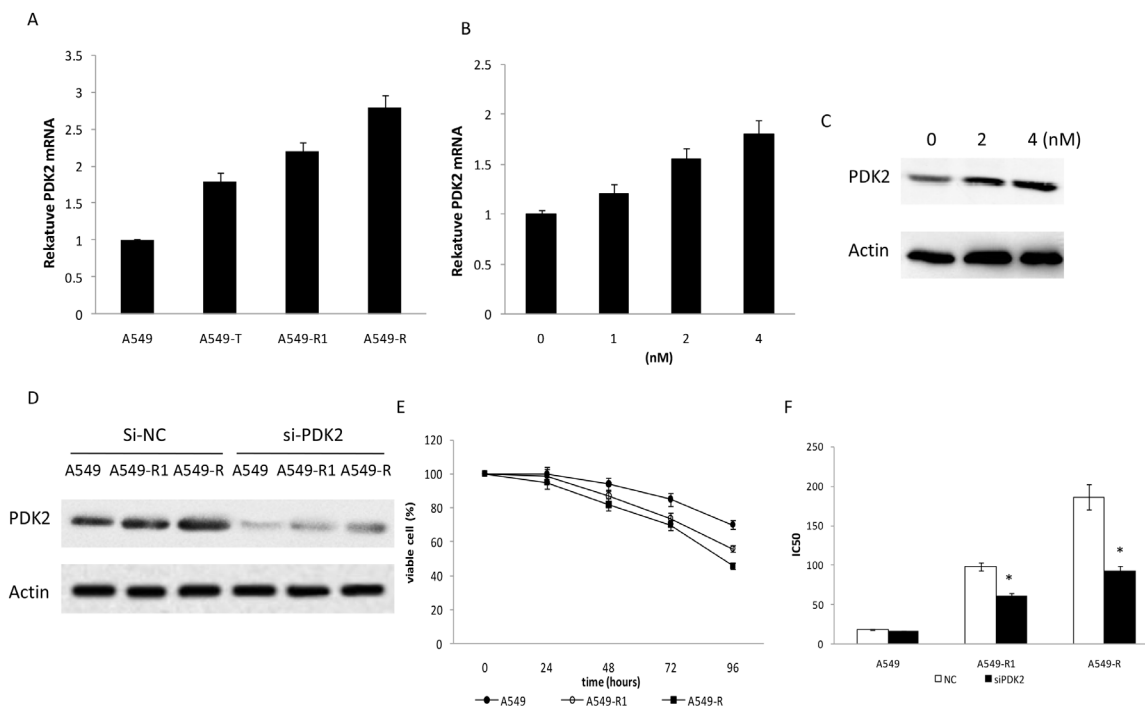 A
Rekatuve PDK2 mRNA
3.5
3
2.5
2
1.5
1
0.5
0
A549 A549-T A549-R1 A549-R
B
Rekatuve PDK2 mRNA
2
1.5
1
0.5
0
0 1 2 4
(nM)
C
0 2 4 (nM)
PDK2
Actin
D
Si-NC si-PDK2
A549 A549-R1 A549-R A549 A549-R1 A549-R
PDK2
Actin
E
viable cell (%)
120
100
80
60
40
20
0
0 24 48 72 96
time (hours)
A549 A549-R1 A549-R
F
IC50
250
200
150
100
50
0
* *
A549 A549-R1 A549-R
NC siPDK2